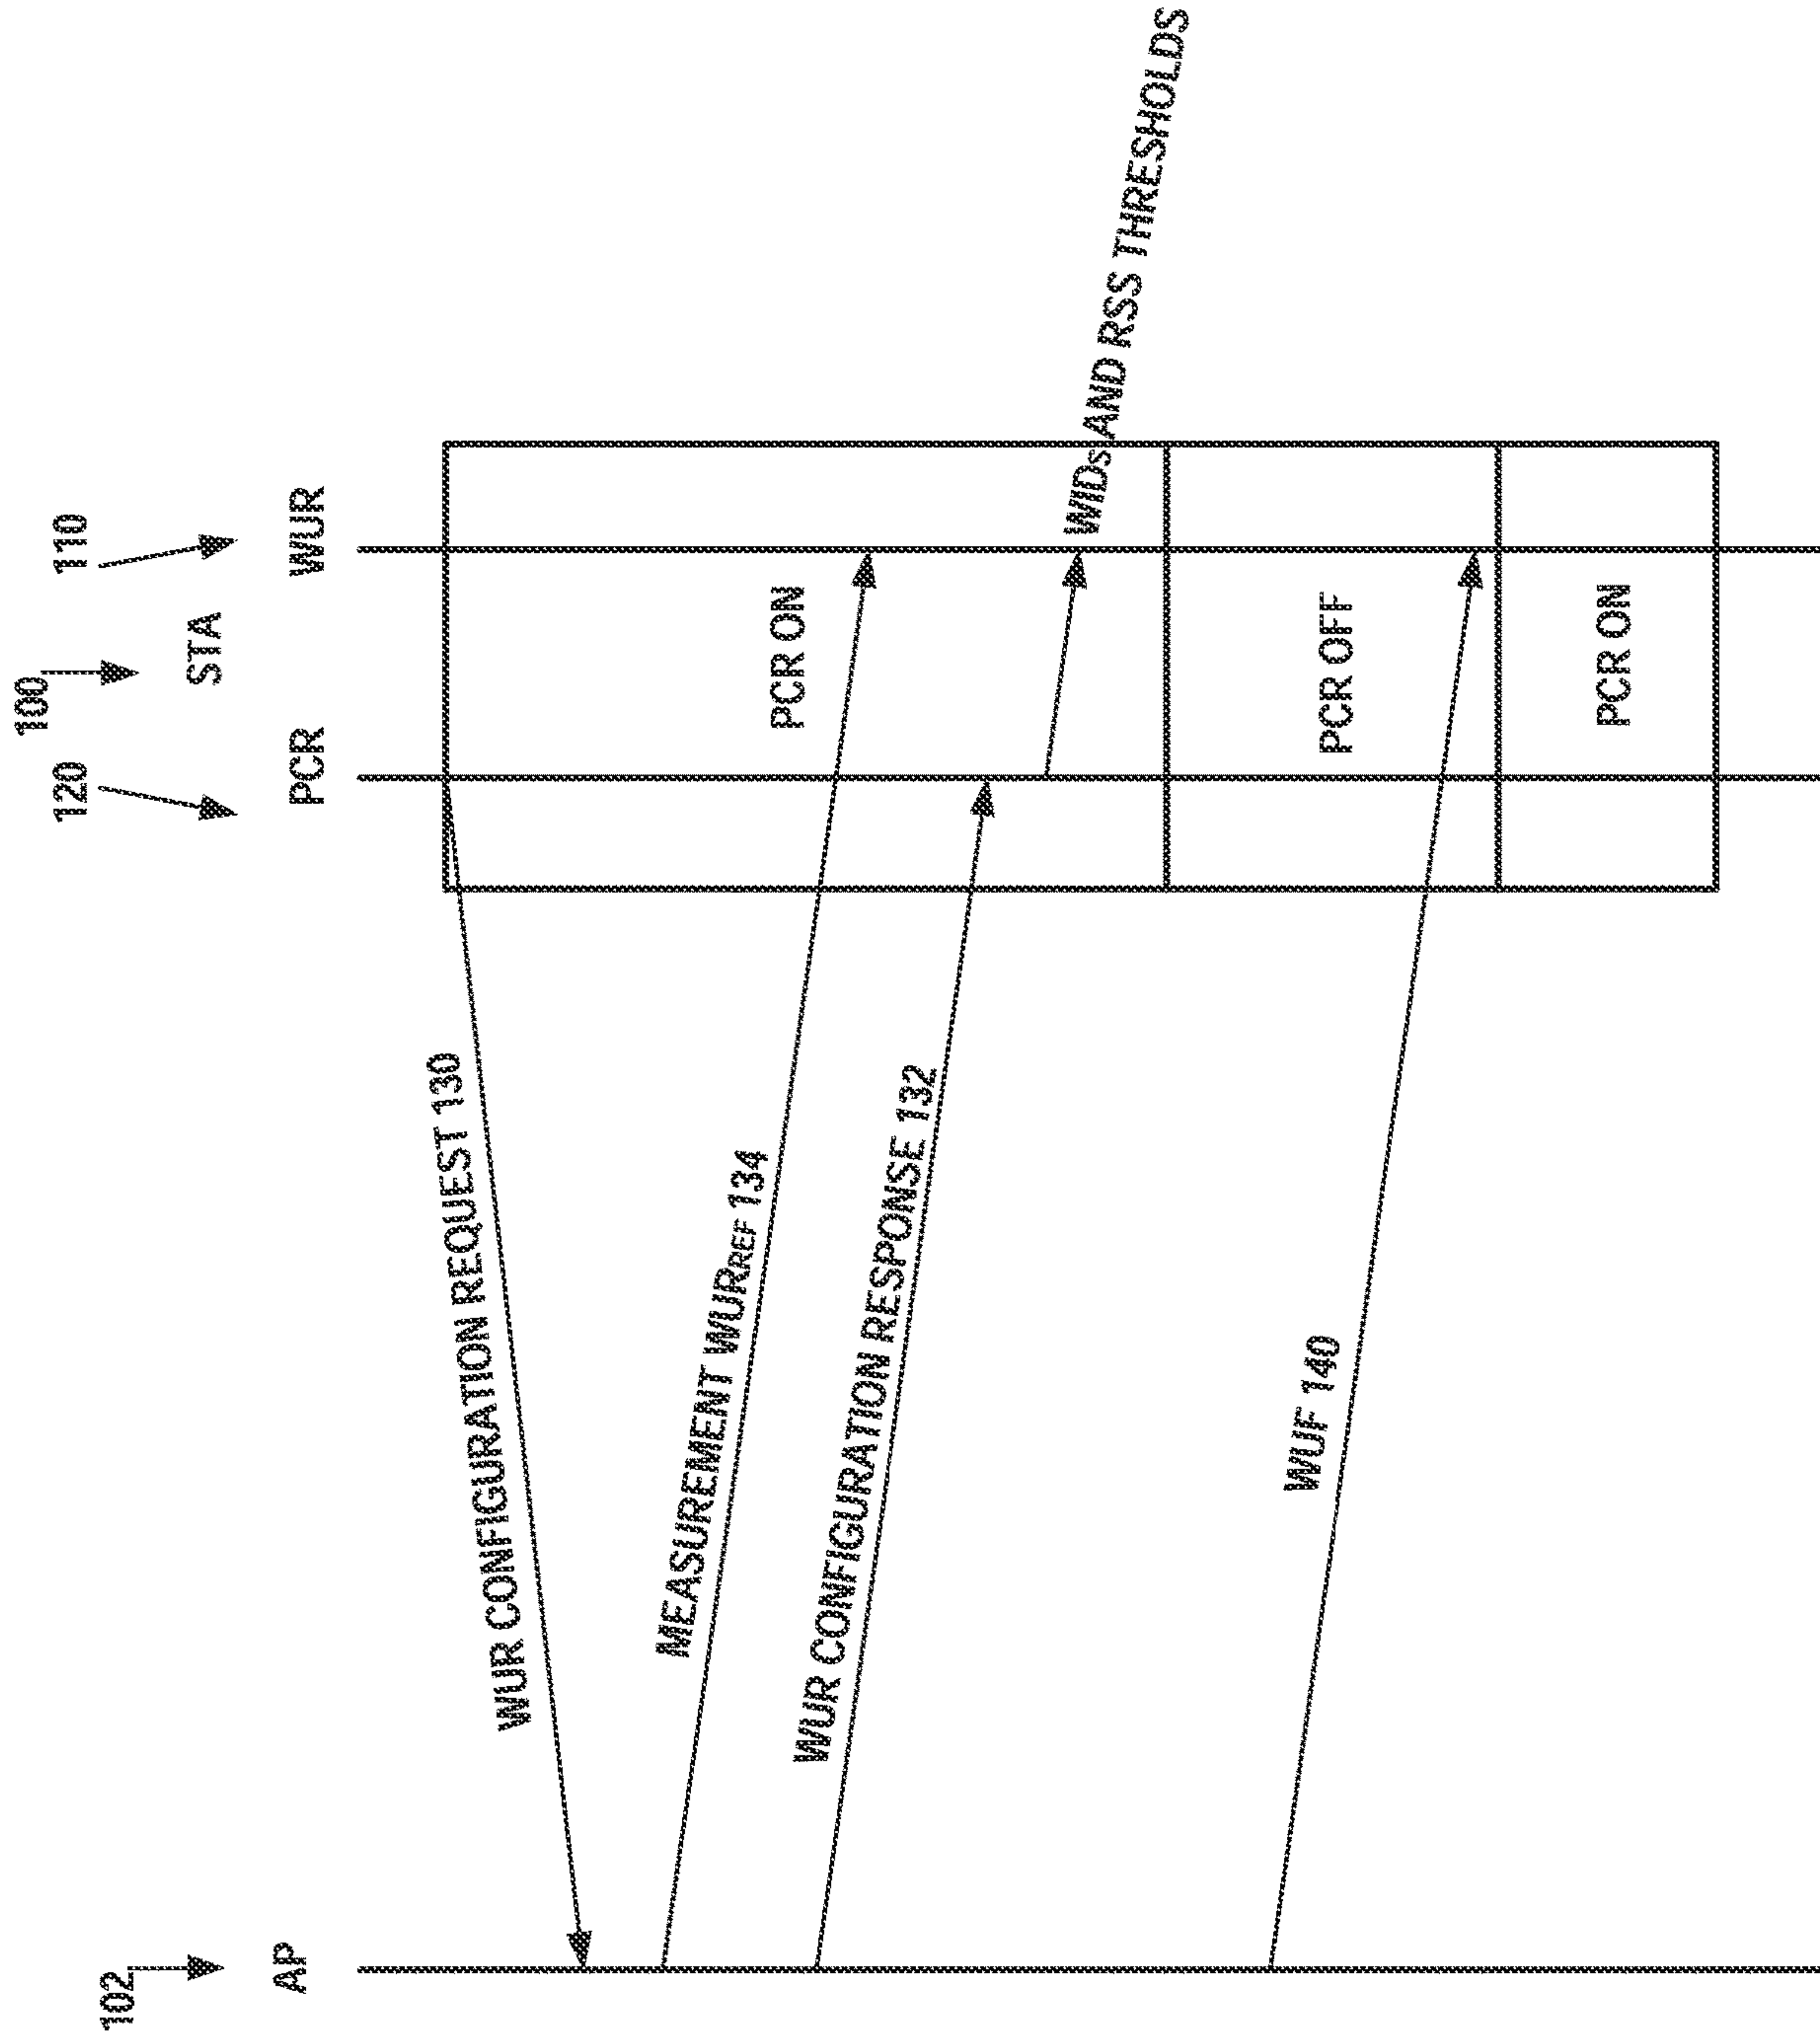 102
AP
100
STA
120
PCR
110
WUR
WUR CONFIGURATION REQUEST 130
MEASUREMENT WURREF 134
PCR ON
WUR CONFIGURATION RESPONSE 132
WIDS AND RSS THRESHOLDS
WUF 140
PCR OFF
PCR ON